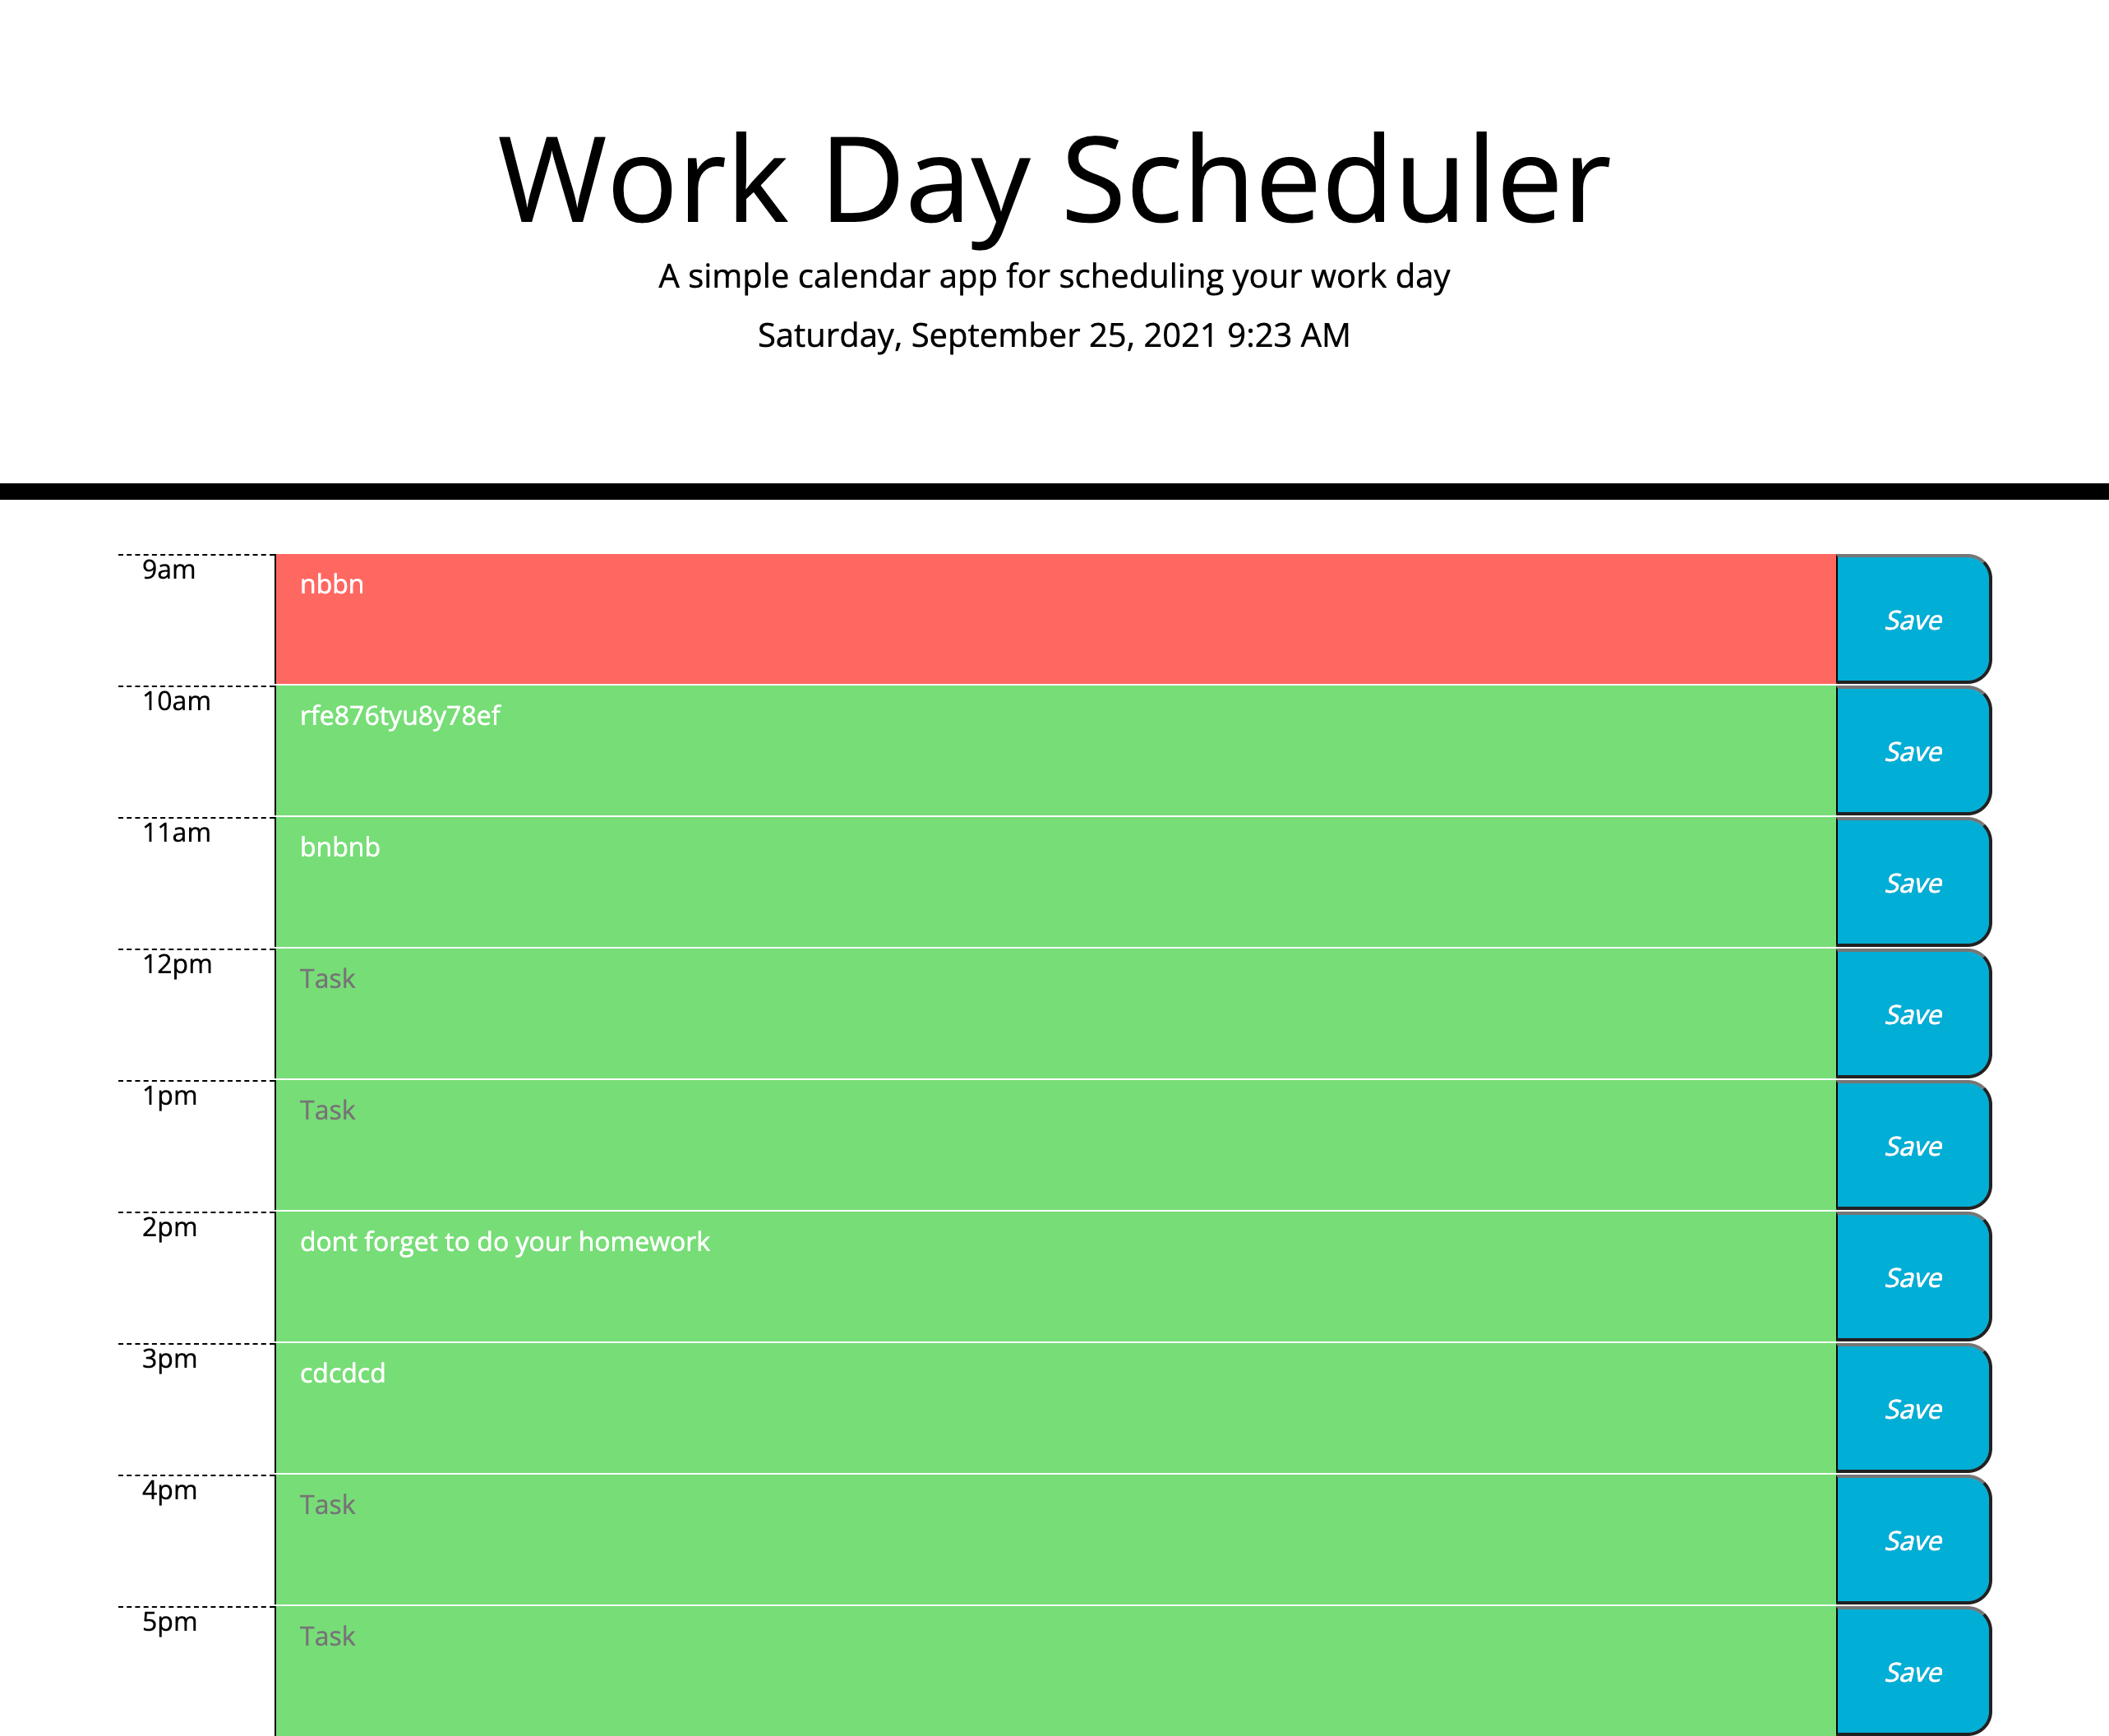 Work Day Scheduler
A simple calendar app for scheduling your work day
Saturday, September 25, 2021 9:23 AM
9am nbbn Save
10am rfe876tyu8y78ef Save
11am bnbnb Save
12pm Task Save
1pm Task Save
2pm dont forget to do your homework Save
3pm cdcdcd Save
4pm Task Save
5pm Task Save